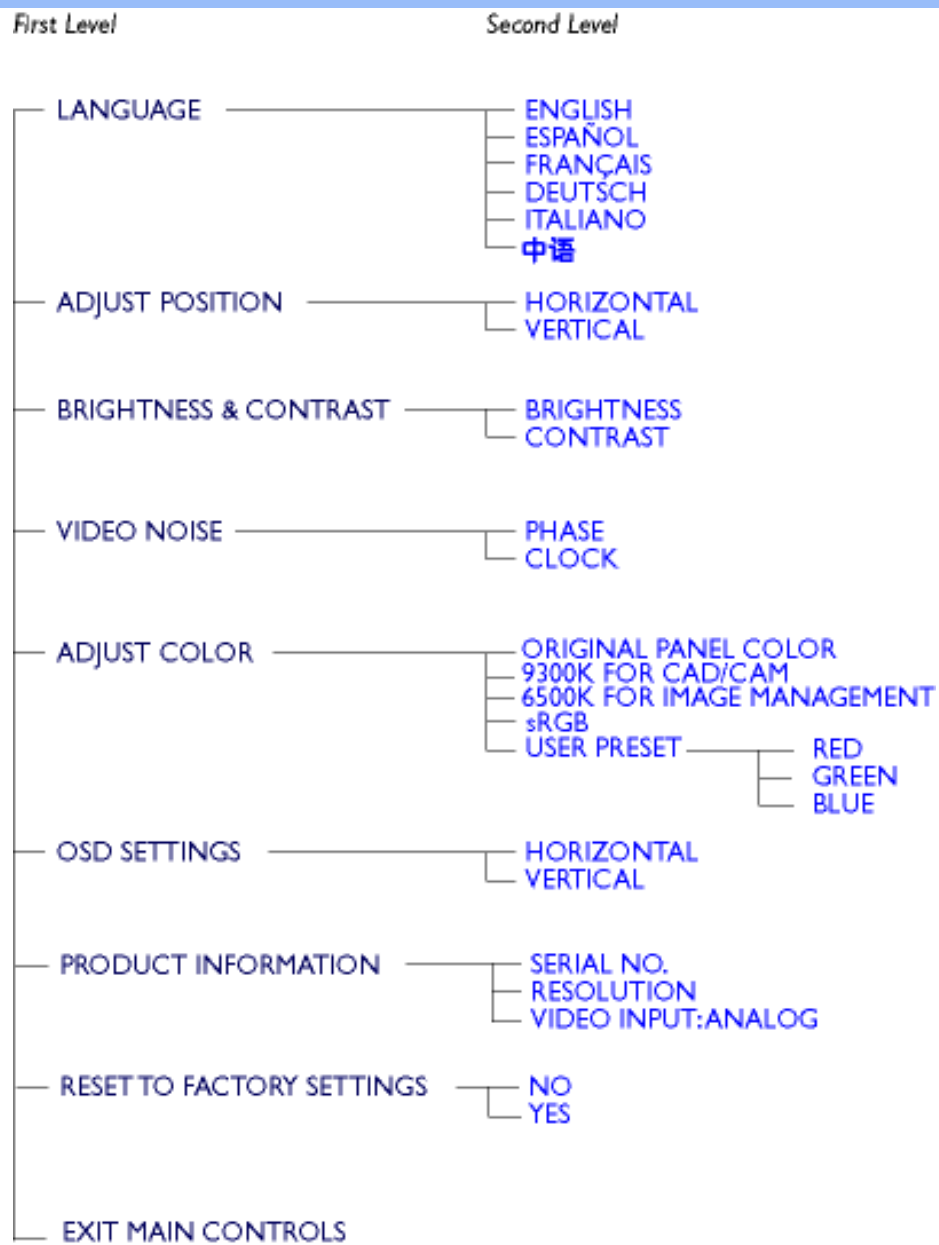 First Level Second Level
LANGUAGE ENGLISH
ESPAÑOL
FRANÇAIS
DEUTSCH
ITALIANO
中语
ADJUST POSITION HORIZONTAL
VERTICAL
BRIGHTNESS & CONTRAST BRIGHTNESS
CONTRAST
VIDEO NOISE PHASE
CLOCK
ADJUST COLOR ORIGINAL PANEL COLOR
9300K FOR CAD/CAM
6500K FOR IMAGE MANAGEMENT
sRGB
USER PRESET RED
GREEN
BLUE
OSD SETTINGS HORIZONTAL
VERTICAL
PRODUCT INFORMATION SERIAL NO.
RESOLUTION
VIDEO INPUT:ANALOG
RESET TO FACTORY SETTINGS NO
YES
EXIT MAIN CONTROLS